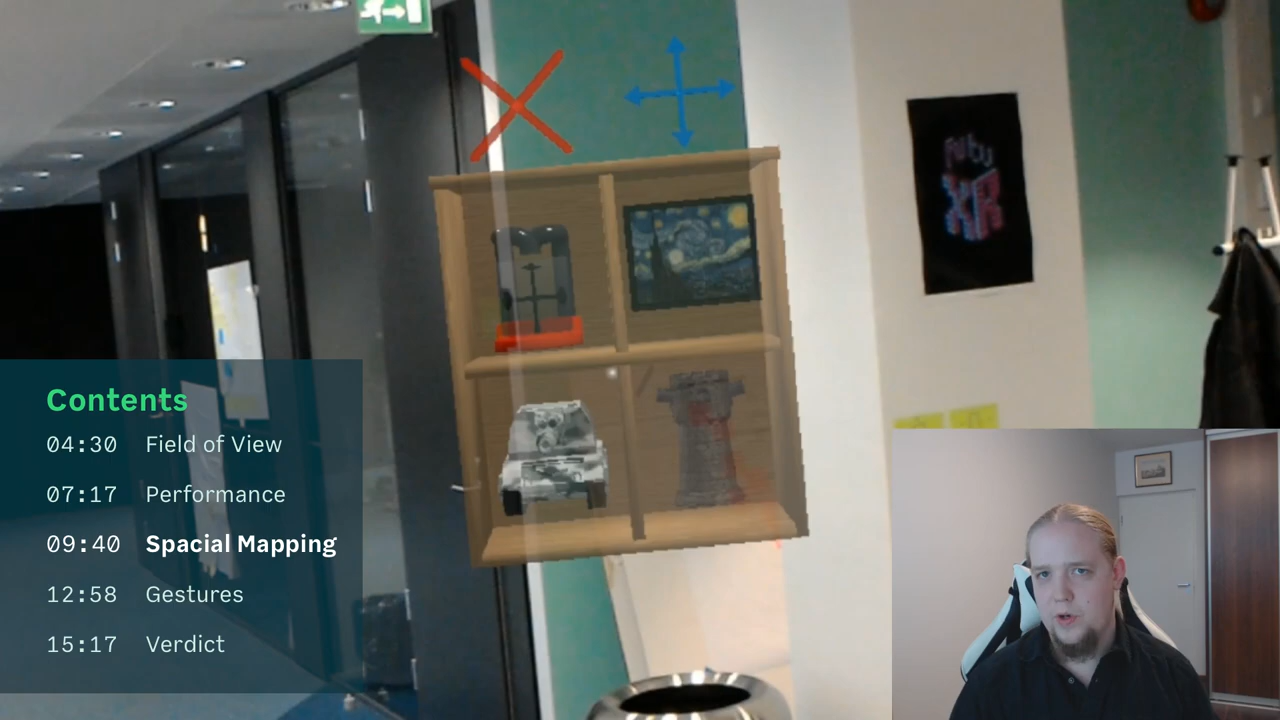 XR
Contents
04:30 Field of View
07:17 Performance
09:40 Spacial Mapping
12:58 Gestures
15:17 Verdict